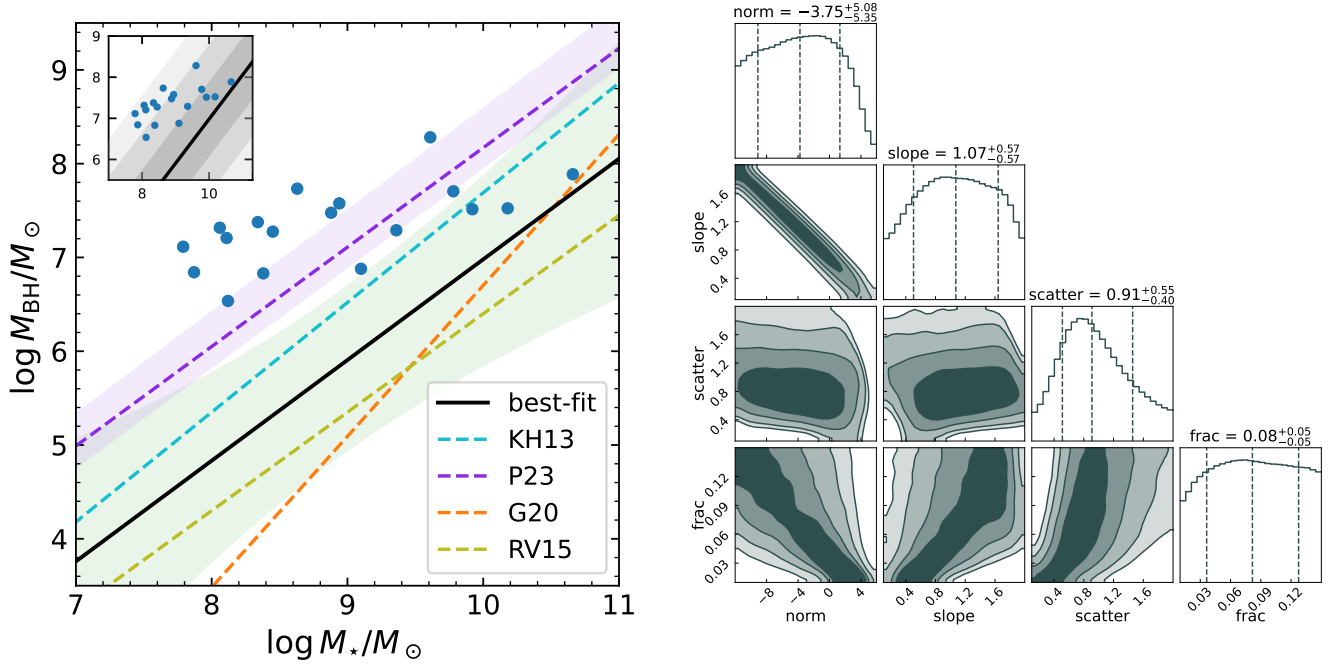 9
8
7
6
8
10
9
8
7
6
5
4
log M_BH/M_⊙
best-fit
KH13
P23
G20
RV15
7
8
9
10
11
log M_⋆/M_⊙
norm = −3.75^{+5.08}_{−5.35}
slope = 1.07^{+0.57}_{−0.57}
1.6
1.2
0.8
0.4
slope
scatter = 0.91^{+0.55}_{−0.40}
1.6
1.2
0.8
0.4
scatter
frac = 0.08^{+0.05}_{−0.05}
0.12
0.09
0.06
0.03
frac
−8
−4
0
4
norm
0.4
0.8
1.2
1.6
slope
0.4
0.8
1.2
1.6
scatter
0.03
0.06
0.09
0.12
frac